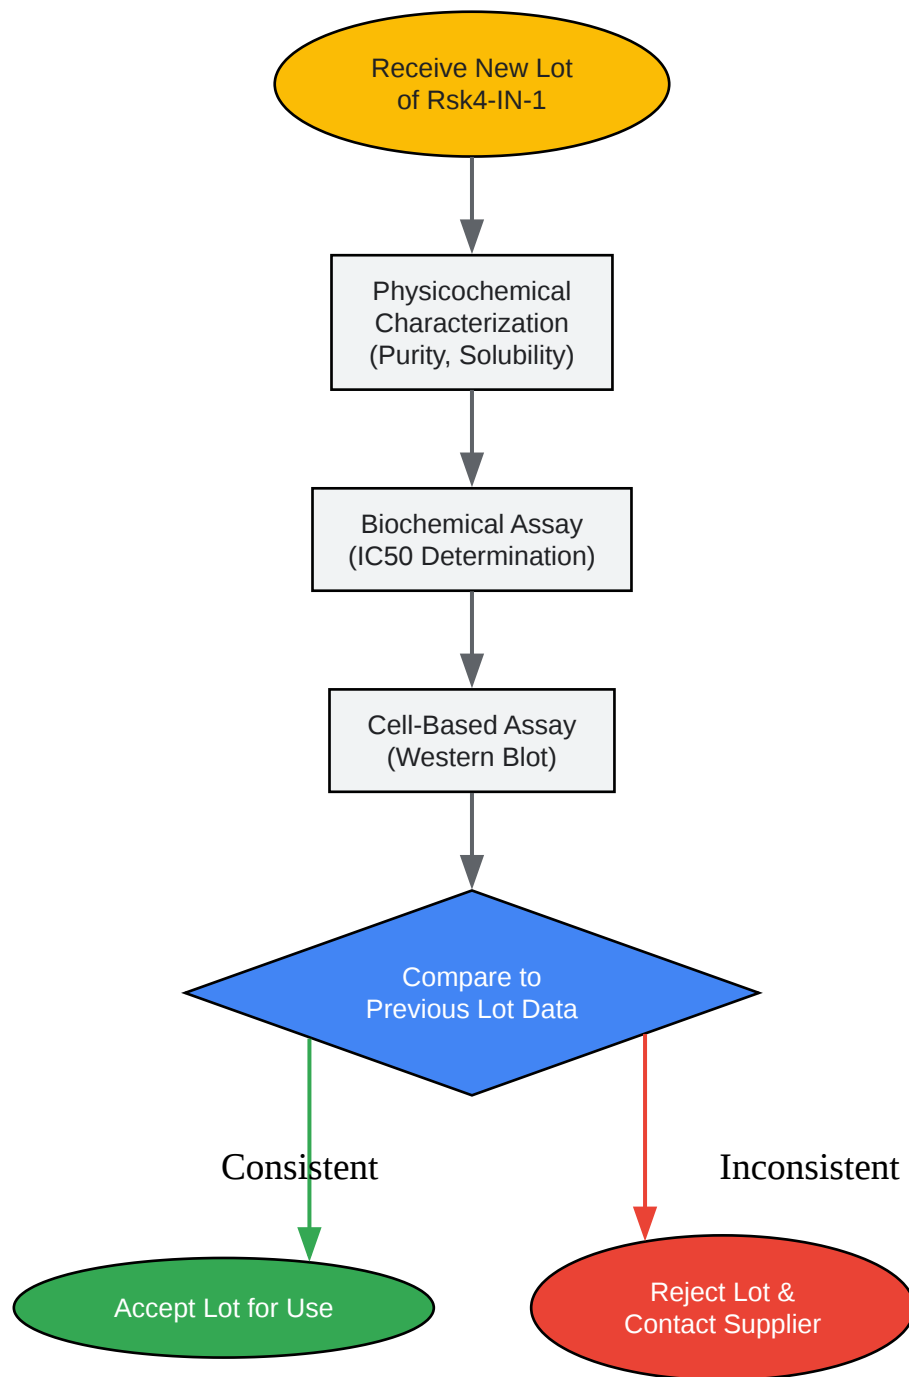 Receive New Lot
of Rsk4-IN-1
Physicochemical
Characterization
(Purity, Solubility)
Biochemical Assay
(IC50 Determination)
Cell-Based Assay
(Western Blot)
Compare to
Previous Lot Data
Consistent
Inconsistent
Accept Lot for Use
Reject Lot &
Contact Supplier